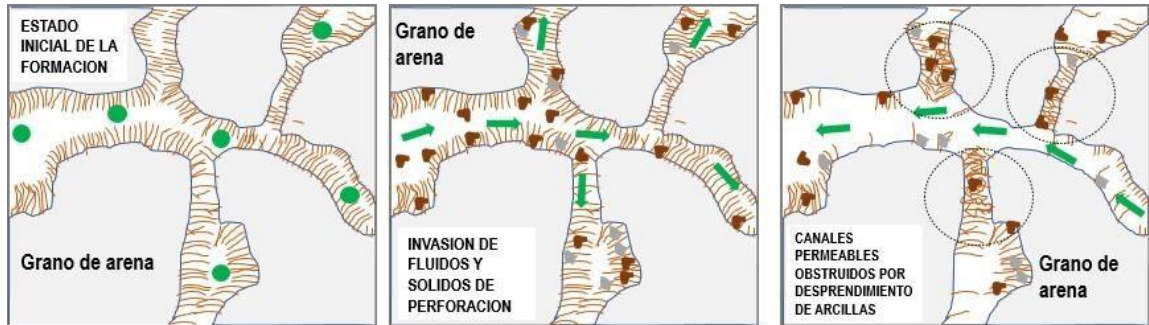 ESTADO
INICIAL DE LA
FORMACION
Grano de arena
Grano de
arena
INVASION DE
FLUIDOS Y
SOLIDOS DE
PERFORACION
CANALES
PERMEABLES
OBSTRUIDOS POR
DESPRENDIMIENTO
DE ARCILLAS
Grano de
arena